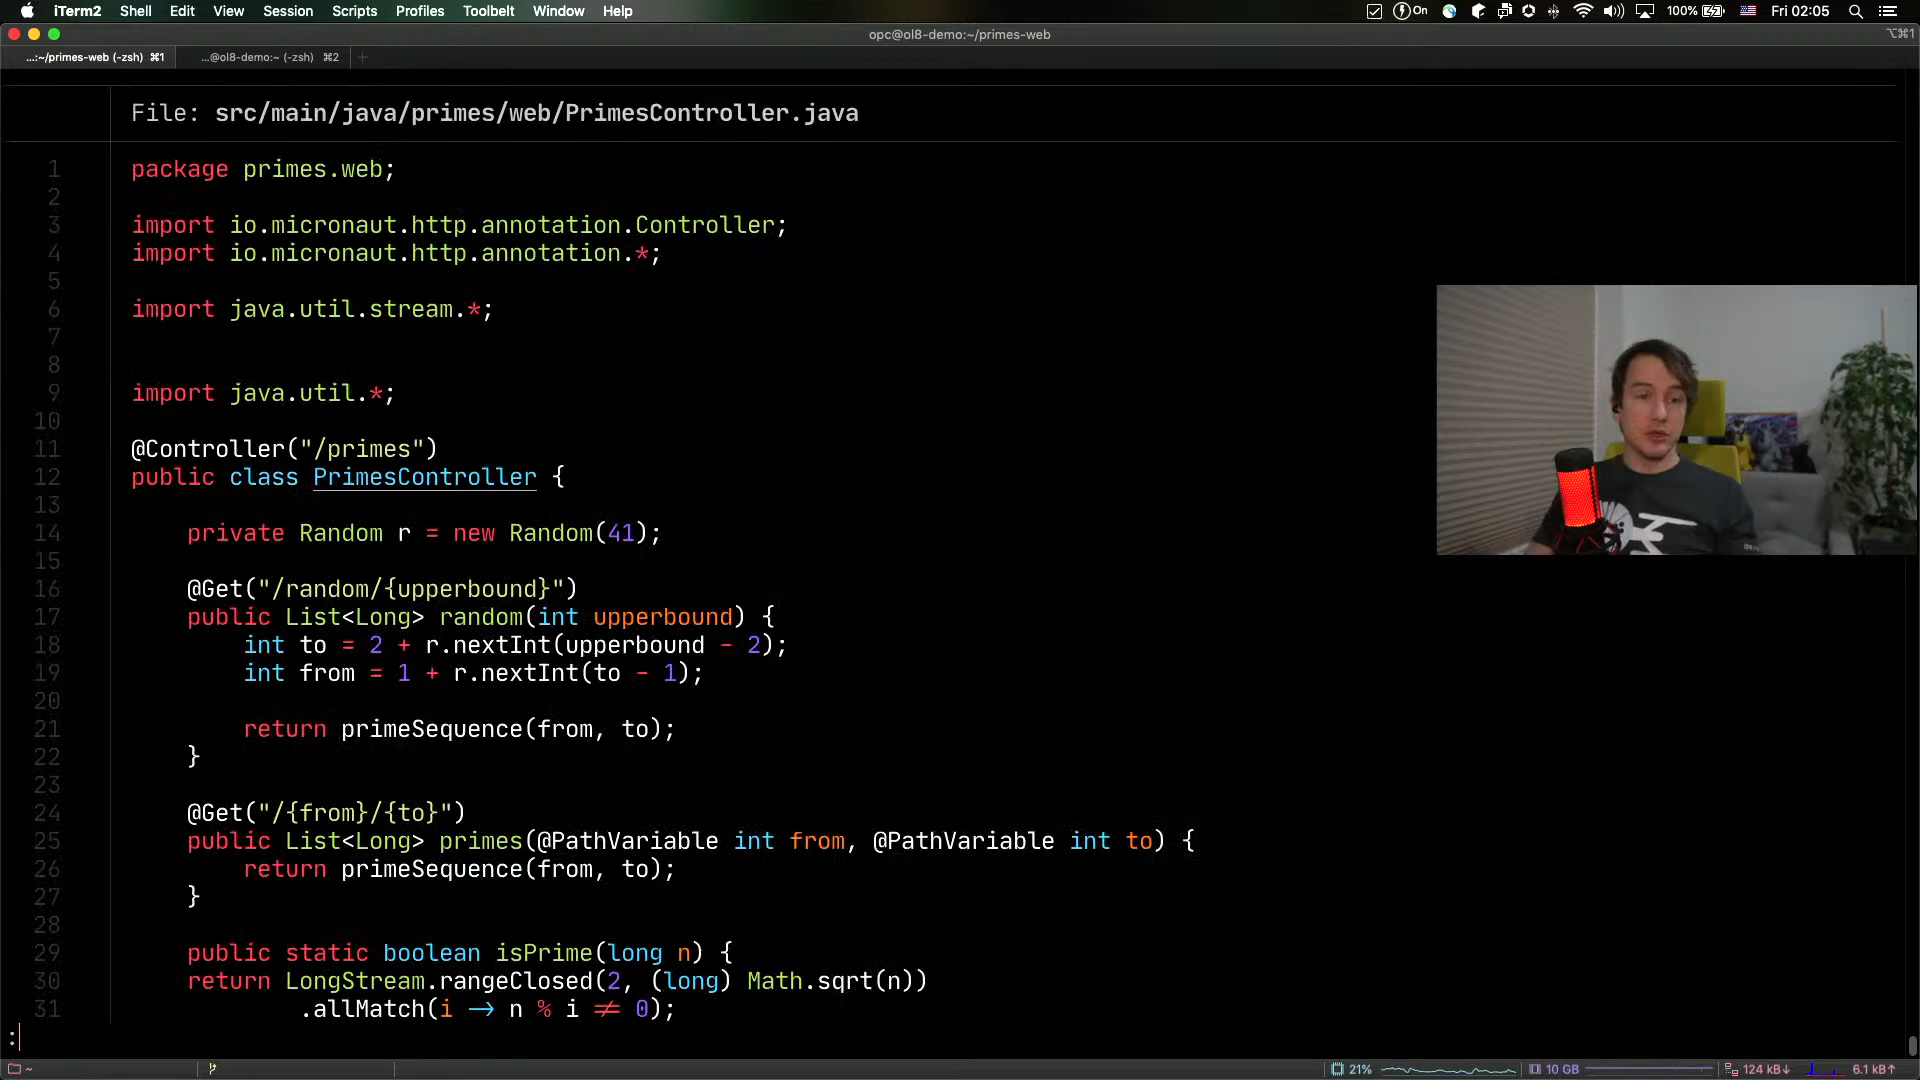 iTerm2 Shell Edit View Session Scripts Profiles Toolbelt Window Help On 100% Fri 02:05
opc@ol8-demo:~/primes-web ⌥⌘1
...:~/primes-web (-zsh) ⌘1 ...@ol8-demo:~ (-zsh) ⌘2 +
File: src/main/java/primes/web/PrimesController.java
1 package primes.web;
2
3 import io.micronaut.http.annotation.Controller;
4 import io.micronaut.http.annotation.*;
5
6 import java.util.stream.*;
7
8
9 import java.util.*;
10
11 @Controller("/primes")
12 public class PrimesController {
13
14 private Random r = new Random(41);
15
16 @Get("/random/{upperbound}")
17 public List<Long> random(int upperbound) {
18 int to = 2 + r.nextInt(upperbound - 2);
19 int from = 1 + r.nextInt(to - 1);
20
21 return primeSequence(from, to);
22 }
23
24 @Get("/{from}/{to}")
25 public List<Long> primes(@PathVariable int from, @PathVariable int to) {
26 return primeSequence(from, to);
27 }
28
29 public static boolean isPrime(long n) {
30 return LongStream.rangeClosed(2, (long) Math.sqrt(n))
31 .allMatch(i -> n % i != 0);
:
~ 21% 10 GB 124 kB↓ 6.1 kB↑